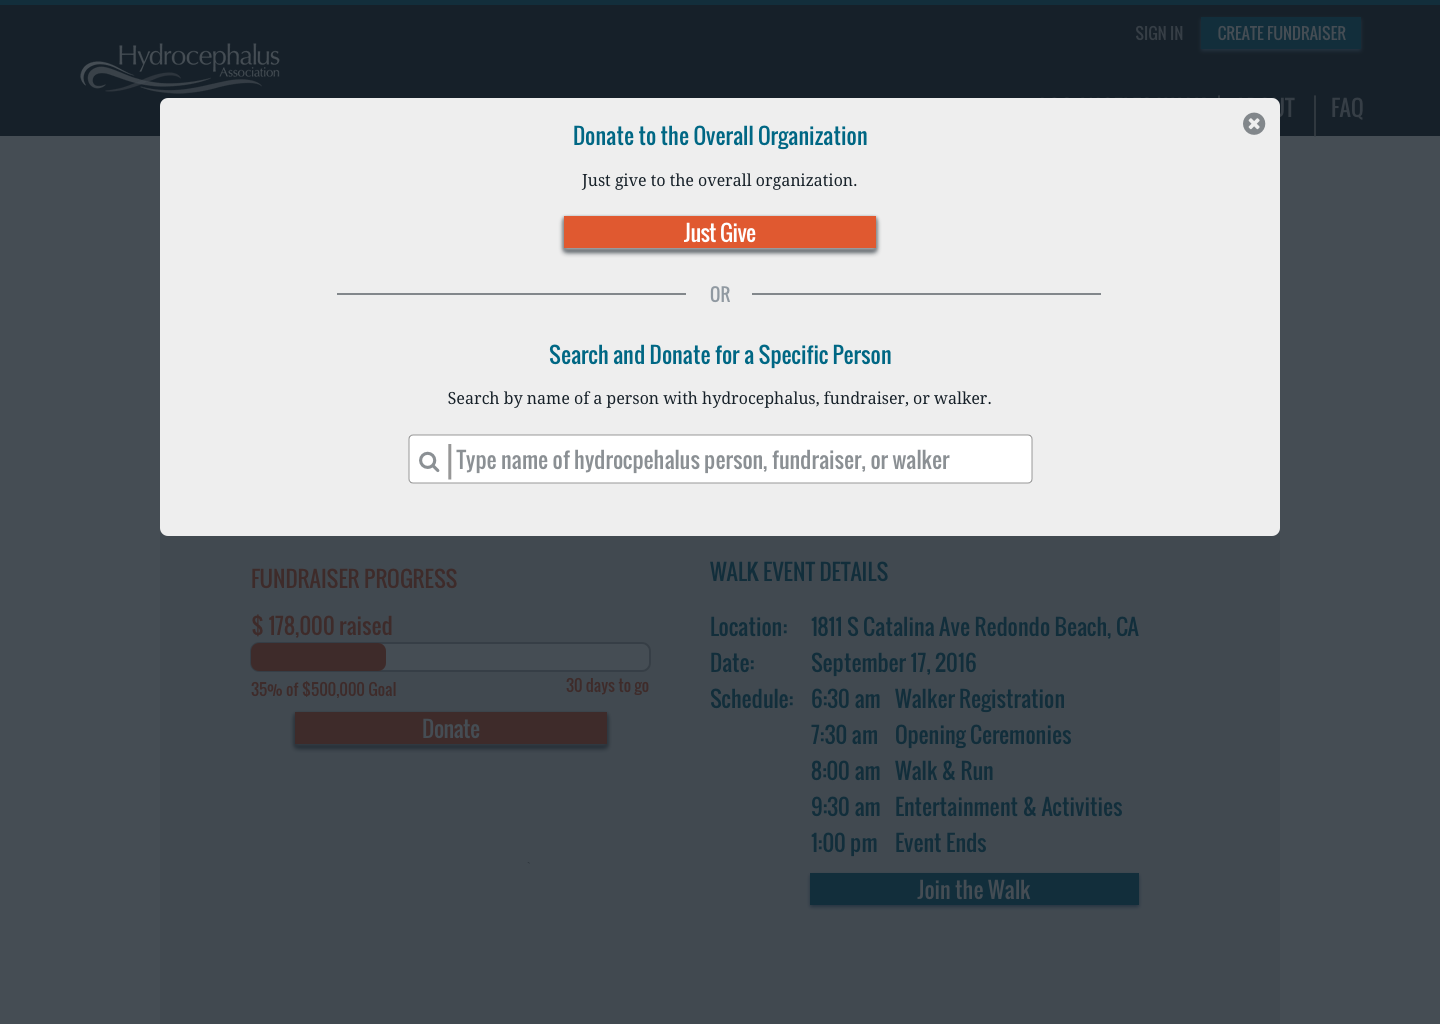 SIGN IN
CREATE FUNDRAISER
Hydrocephalus
Association
FAQ
Donate to the Overall Organization
Just give to the overall organization.
Just Give
OR
Search and Donate for a Specific Person
Search by name of a person with hydrocephalus, fundraiser, or walker.
Type name of hydrocpehalus person, fundraiser, or walker
FUNDRAISER PROGRESS
$ 178,000 raised
35% of $500,000 Goal
30 days to go
Donate
WALK EVENT DETAILS
Location: 1811 S Catalina Ave Redondo Beach, CA
Date: September 17, 2016
Schedule: 6:30 am Walker Registration
7:30 am Opening Ceremonies
8:00 am Walk & Run
9:30 am Entertainment & Activities
1:00 pm Event Ends
Join the Walk